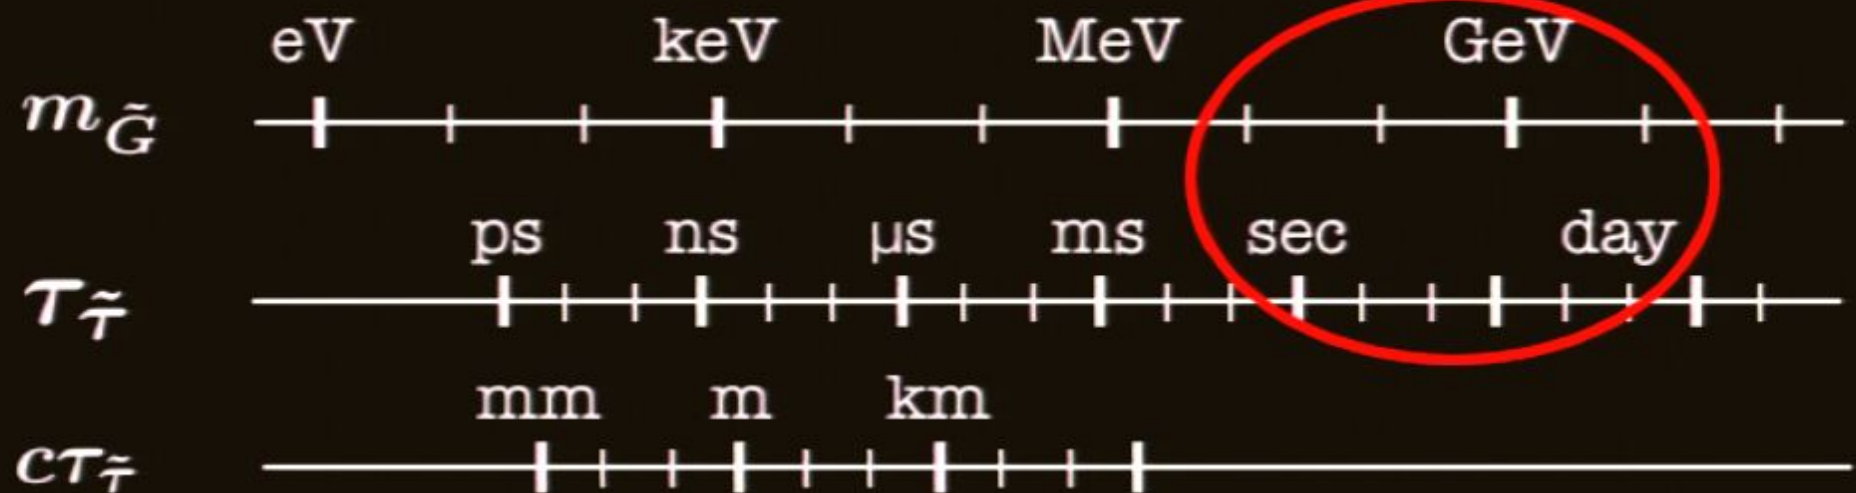 eV keV MeV GeV
m_G̃
ps ns µs ms sec day
τ_τ̃
mm m km
cτ_τ̃